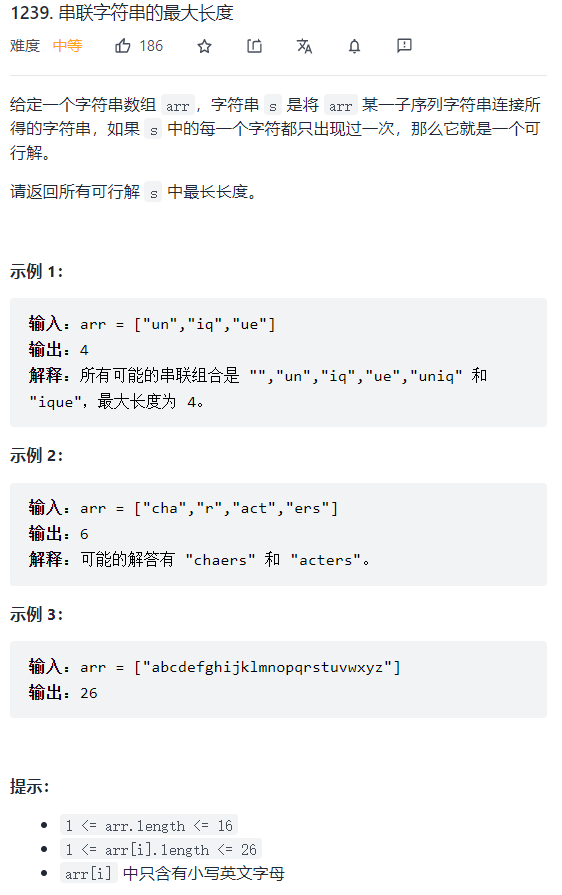 1239. 串联字符串的最大长度
难度 中等 186
给定一个字符串数组 arr，字符串 s 是将 arr 某一子序列字符串连接所
得的字符串，如果 s 中的每一个字符都只出现过一次，那么它就是一个可
行解。
请返回所有可行解 s 中最长长度。
示例 1：
输入：arr = ["un","iq","ue"]
输出：4
解释：所有可能的串联组合是 "","un","iq","ue","uniq" 和
"ique"，最大长度为 4。
示例 2：
输入：arr = ["cha","r","act","ers"]
输出：6
解释：可能的解答有 "chaers" 和 "acters"。
示例 3：
输入：arr = ["abcdefghijklmnopqrstuvwxyz"]
输出：26
提示：
• 1 <= arr.length <= 16
• 1 <= arr[i].length <= 26
• arr[i] 中只含有小写英文字母